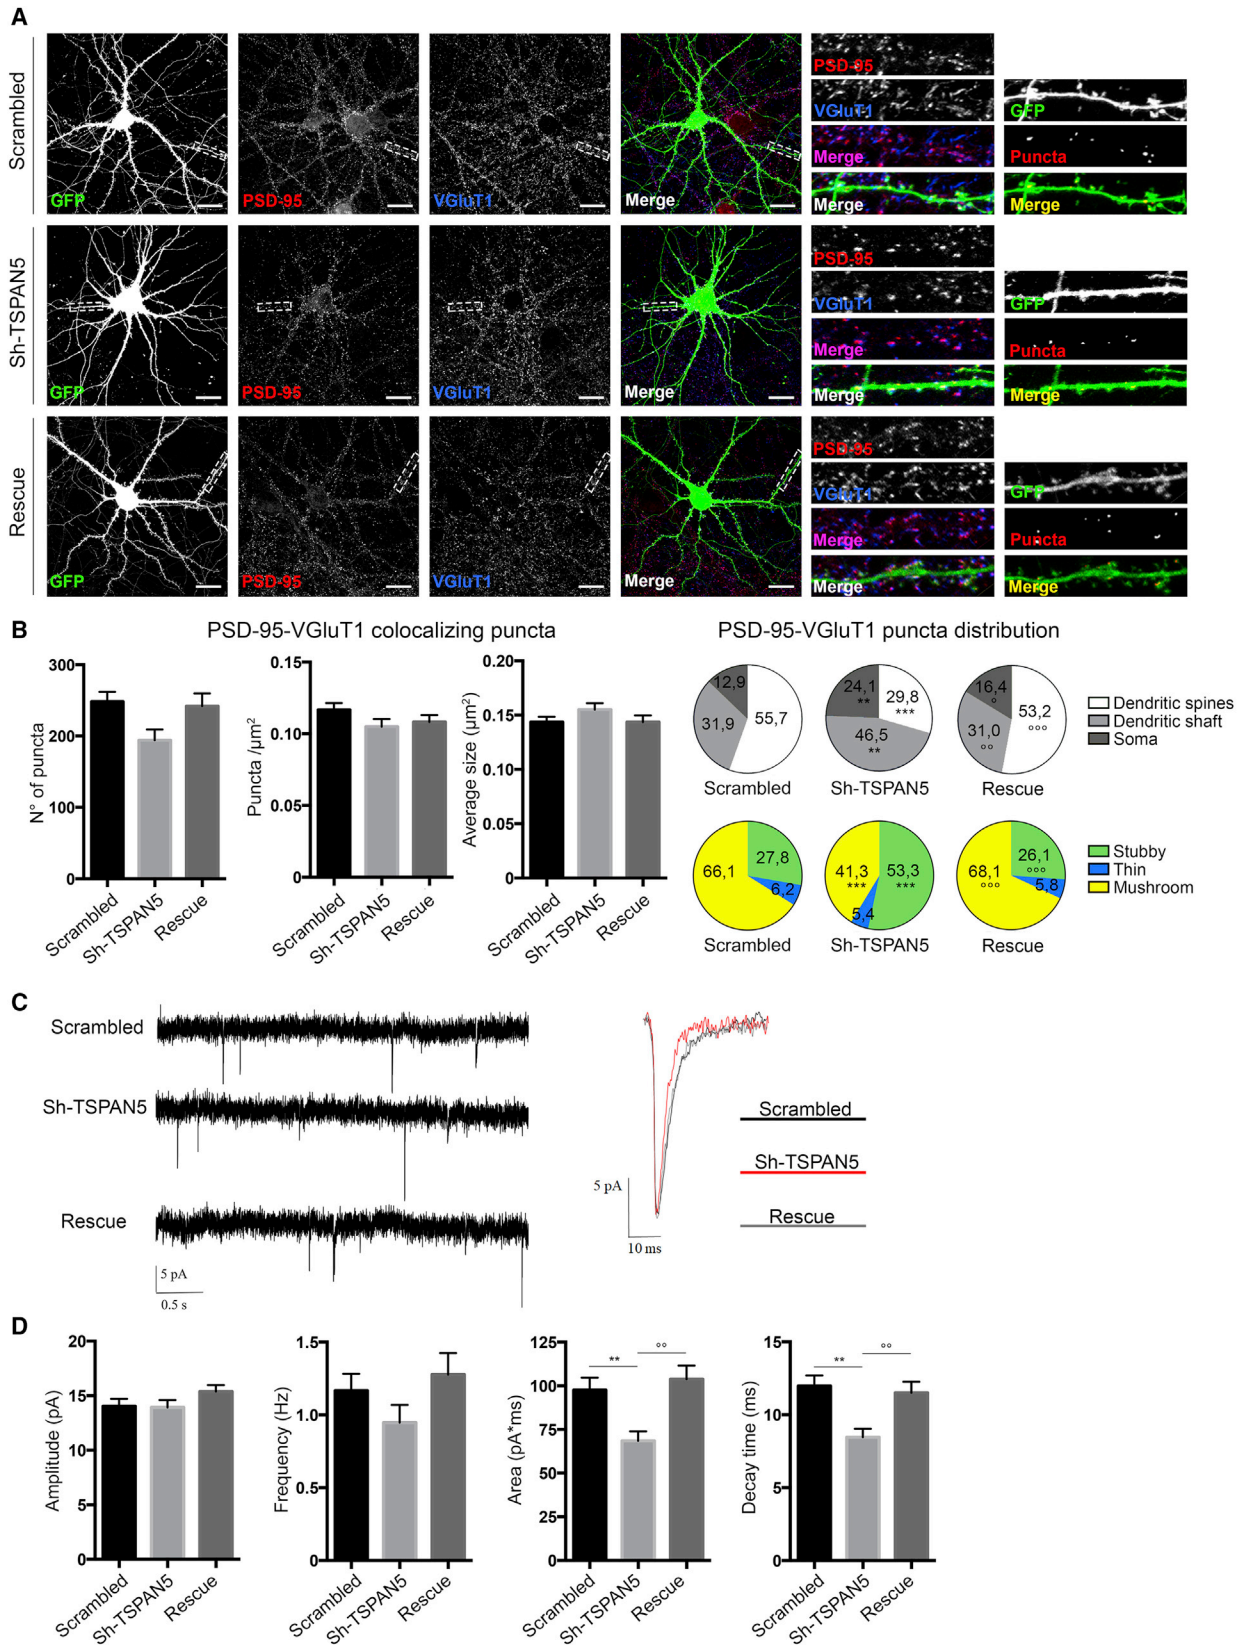 A
Scrambled
GFP
PSD-95
VGluT1
Merge
PSD-95
VGluT1
Merge
Merge
GFP
Puncta
Merge
Sh-TSPAN5
GFP
PSD-95
VGluT1
Merge
PSD-95
VGluT1
Merge
Merge
GFP
Puncta
Merge
Rescue
GFP
PSD-95
VGluT1
Merge
PSD-95
VGluT1
Merge
Merge
GFP
Puncta
Merge
B
PSD-95-VGluT1 colocalizing puncta
N° of puncta
300
200
100
0
Scrambled
Sh-TSPAN5
Rescue
Puncta /µm²
0.15
0.10
0.05
0
Scrambled
Sh-TSPAN5
Rescue
Average size (µm²)
0.20
0.15
0.10
0.05
0
Scrambled
Sh-TSPAN5
Rescue
PSD-95-VGluT1 puncta distribution
12,9
31,9
55,7
Scrambled
24,1
**
29,8
***
46,5
**
Sh-TSPAN5
16,4
°
53,2
°°°
31,0
°°
Rescue
Dendritic spines
Dendritic shaft
Soma
66,1
27,8
6,2
Scrambled
41,3
***
53,3
***
5,4
Sh-TSPAN5
68,1
°°°
26,1
°°°
5,8
Rescue
Stubby
Thin
Mushroom
C
Scrambled
Sh-TSPAN5
Rescue
5 pA
0.5 s
5 pA
10 ms
Scrambled
Sh-TSPAN5
Rescue
D
Amplitude (pA)
20
15
10
5
0
Scrambled
Sh-TSPAN5
Rescue
Frequency (Hz)
1.5
1.0
0.5
0
Scrambled
Sh-TSPAN5
Rescue
Area (pA*ms)
125
100
75
50
25
0
**
°°
Scrambled
Sh-TSPAN5
Rescue
Decay time (ms)
15
10
5
0
**
°°
Scrambled
Sh-TSPAN5
Rescue